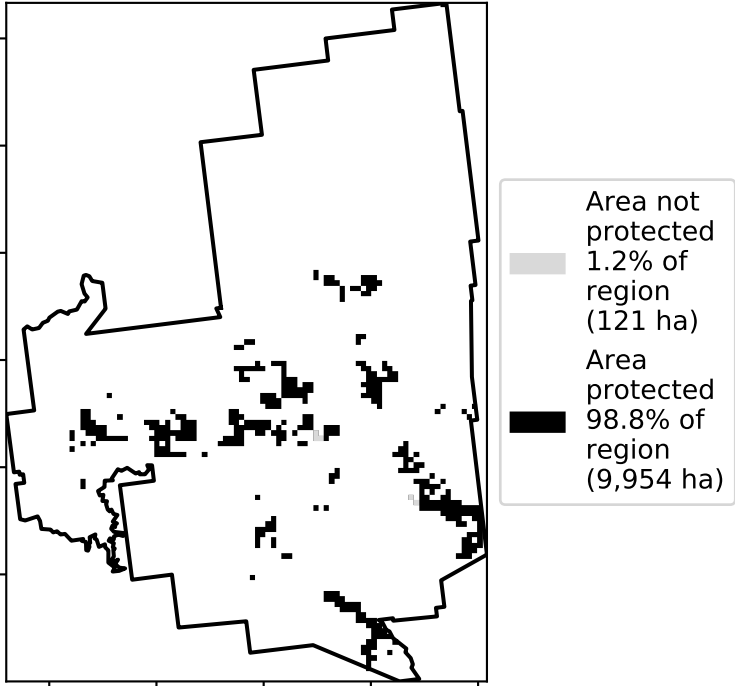 Area not
protected
1.2% of
region
(121 ha)
Area
protected
98.8% of
region
(9,954 ha)